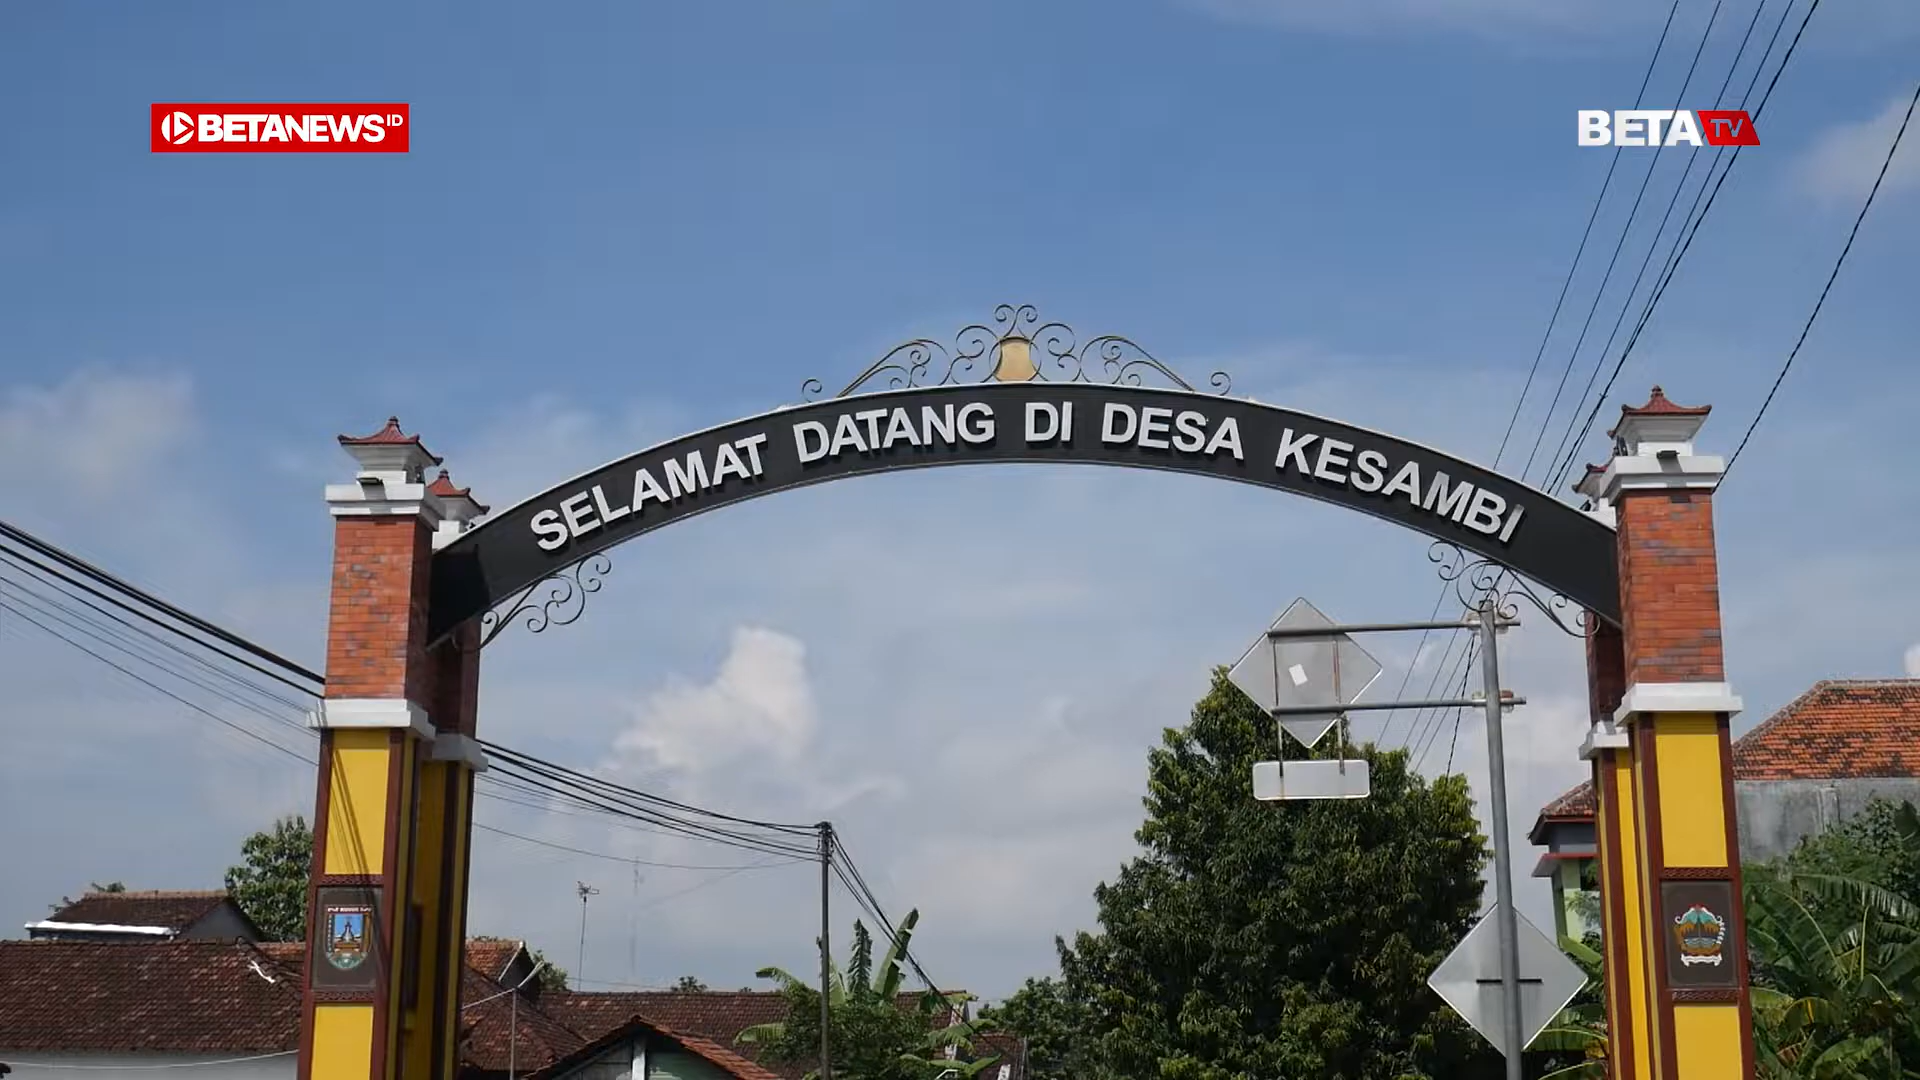 BETANEWS ID
BETA TV
SELAMAT DATANG DI DESA KESAMBI